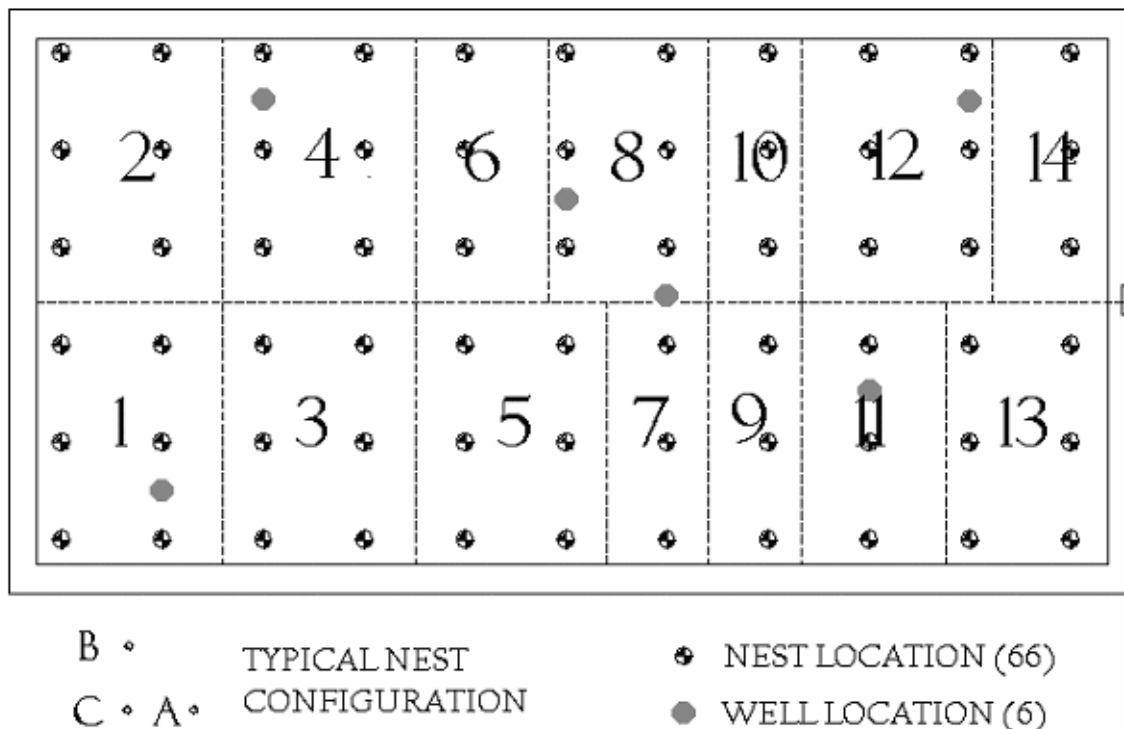 2 4 6 8 10 12 14
1 3 5 7 9 11 13
B TYPICAL NEST NEST LOCATION (66)
C A CONFIGURATION WELL LOCATION (6)